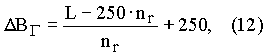 ΔB_Г = (L − 250·n_г) / n_г + 250,   (12)